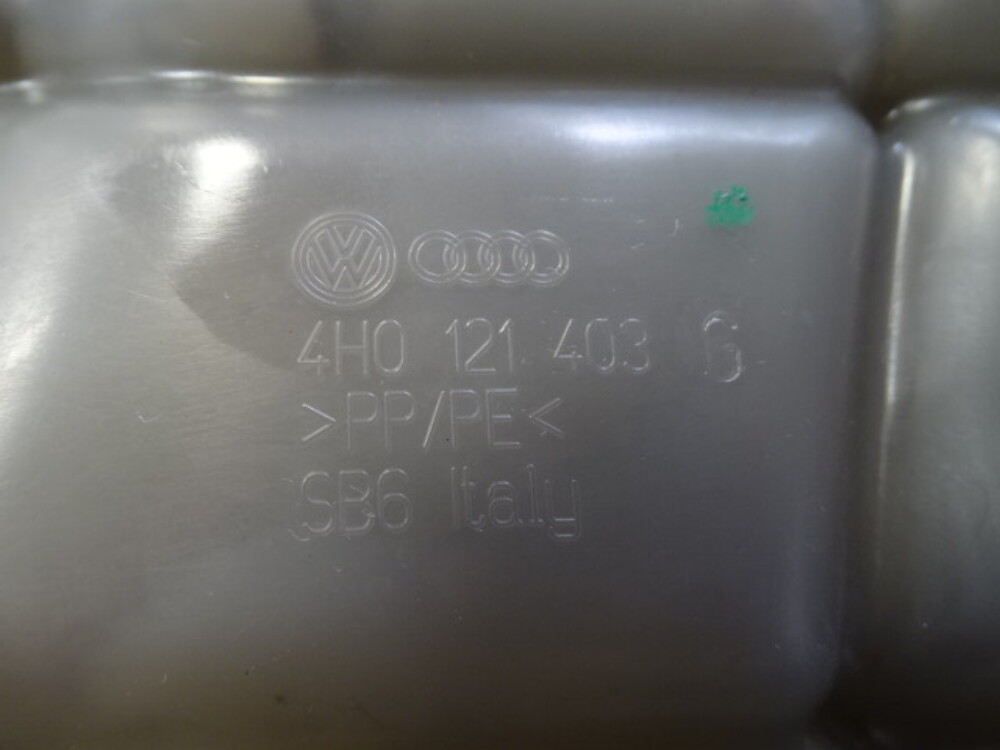 4H0 121 403 G
>PP/PE<
SB6 Italy